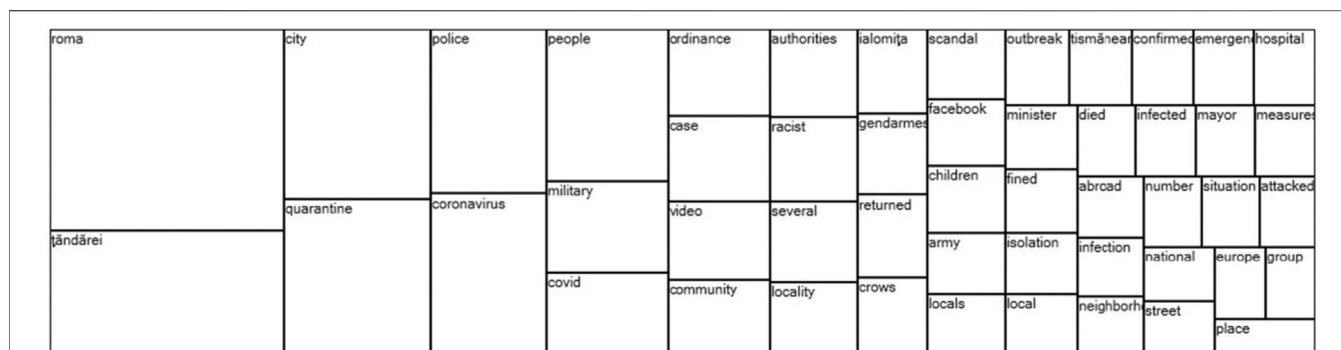 roma
city
police
people
ordinance
authorities
ialomiţa
scandal
outbreak
tismănear
confirmed
emergen
hospital
facebook
minister
died
infected
mayor
measures
case
racist
gendarmes
children
fined
abroad
number
situation
attacked
military
quarantine
coronavirus
video
several
returned
ţăndărei
army
isolation
infection
national
europe
group
covid
community
locality
crows
locals
local
neighborho
street
place